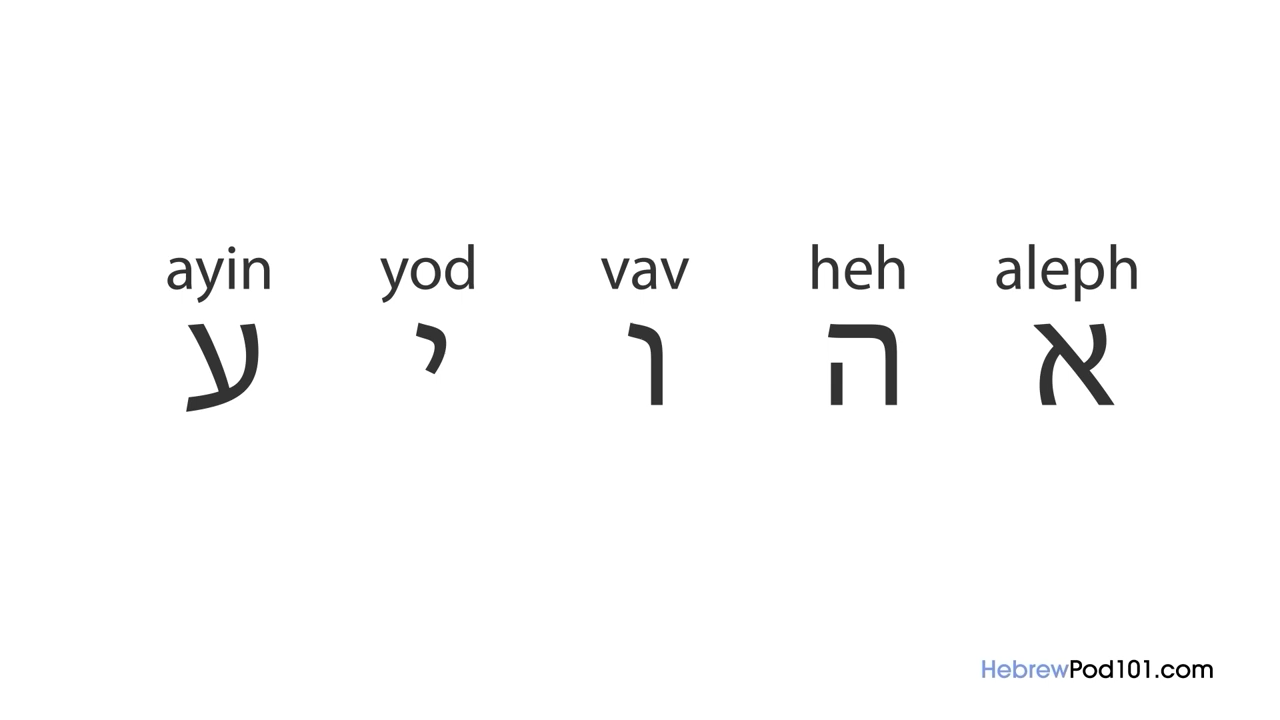 ayin yod vav heh aleph
ע י ו ה א
HebrewPod101.com